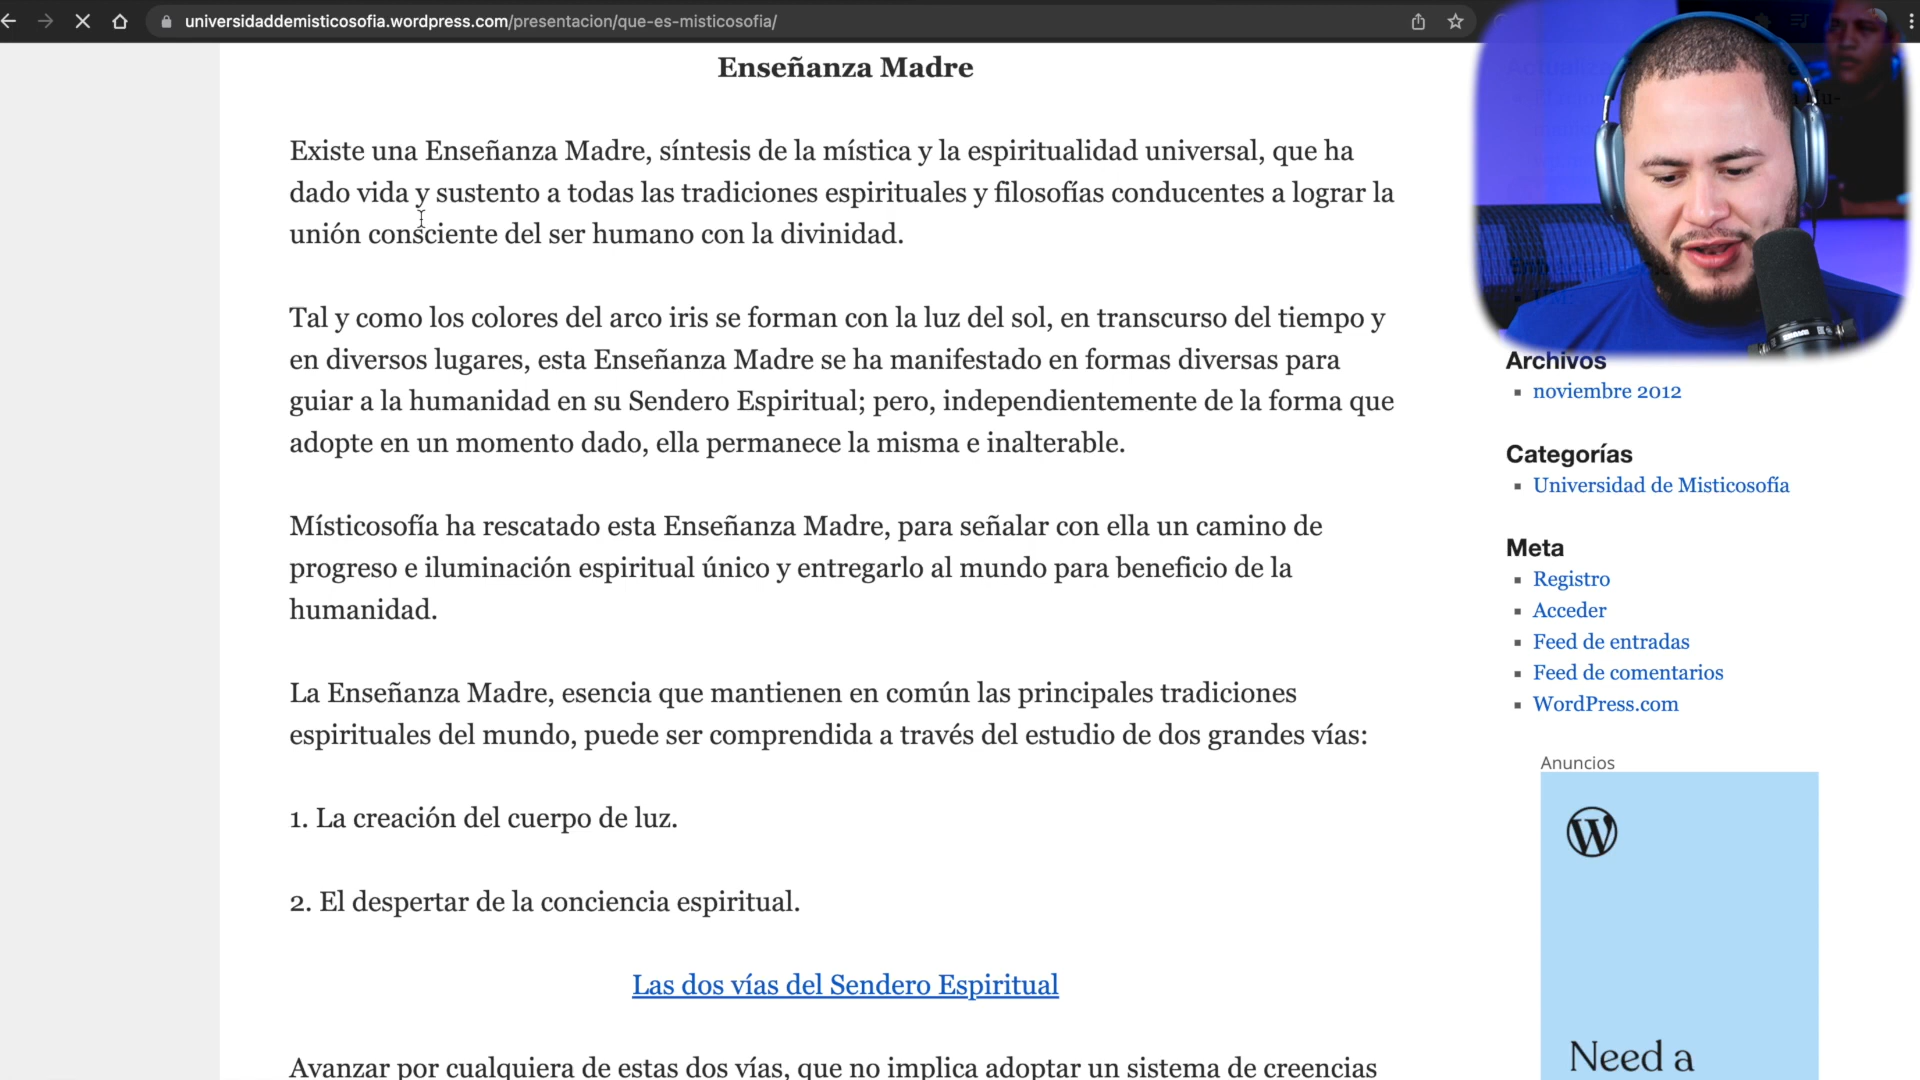 universidaddemisticosofia.wordpress.com/presentacion/que-es-misticosofia/
Enseñanza Madre
Existe una Enseñanza Madre, síntesis de la mística y la espiritualidad universal, que ha
dado vida y sustento a todas las tradiciones espirituales y filosofías conducentes a lograr la
unión consciente del ser humano con la divinidad.
Tal y como los colores del arco iris se forman con la luz del sol, en transcurso del tiempo y
en diversos lugares, esta Enseñanza Madre se ha manifestado en formas diversas para
guiar a la humanidad en su Sendero Espiritual; pero, independientemente de la forma que
adopte en un momento dado, ella permanece la misma e inalterable.
Místicosofía ha rescatado esta Enseñanza Madre, para señalar con ella un camino de
progreso e iluminación espiritual único y entregarlo al mundo para beneficio de la
humanidad.
La Enseñanza Madre, esencia que mantienen en común las principales tradiciones
espirituales del mundo, puede ser comprendida a través del estudio de dos grandes vías:
1. La creación del cuerpo de luz.
2. El despertar de la conciencia espiritual.
Las dos vías del Sendero Espiritual
Avanzar por cualquiera de estas dos vías, que no implica adoptar un sistema de creencias
Archivos
noviembre 2012
Categorías
Universidad de Misticosofía
Meta
Registro
Acceder
Feed de entradas
Feed de comentarios
WordPress.com
Anuncios
W
Need a